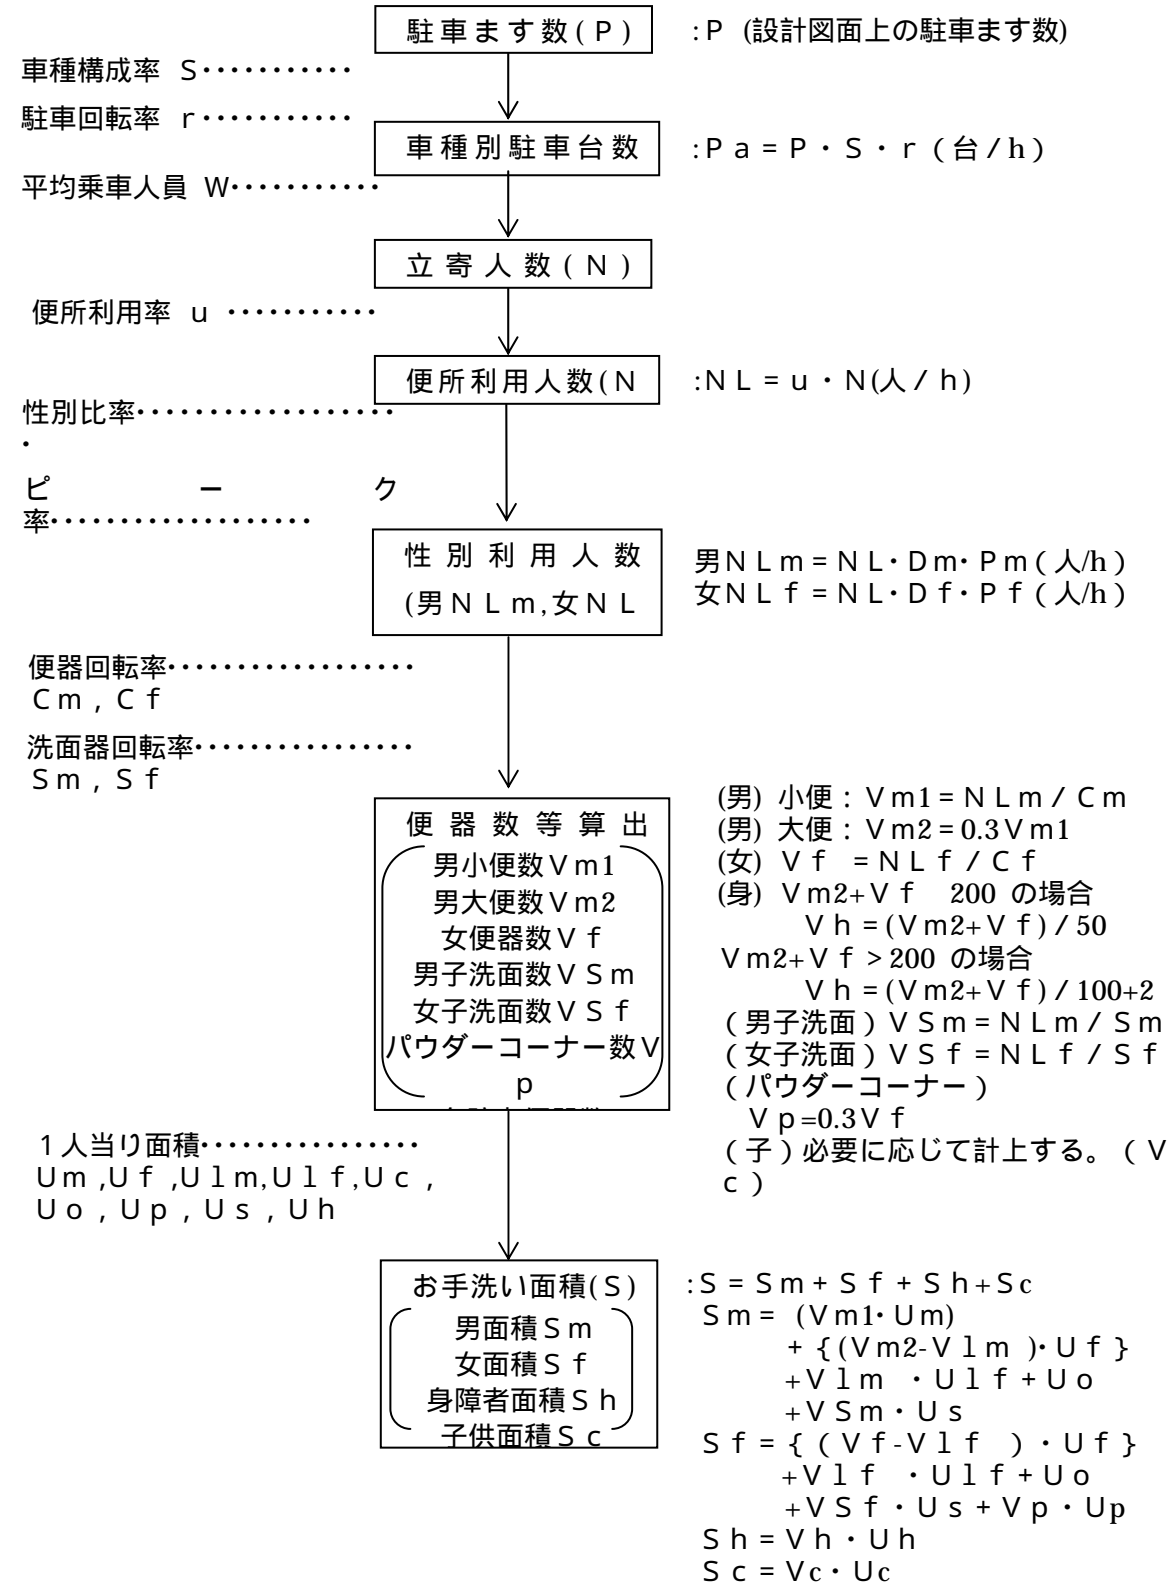 駐車ます数(Ｐ)
:Ｐ (設計図面上の駐車ます数)
車種構成率 Ｓ・・・・・・・・・・・
駐車回転率 ｒ・・・・・・・・・・・
車種別駐車台数
:Ｐａ=Ｐ・Ｓ・ｒ（台/h）
平均乗車人員 Ｗ・・・・・・・・・・・
立寄人数(Ｎ)
便所利用率 ｕ ・・・・・・・・・・・
便所利用人数(Ｎ
:ＮＬ=ｕ・Ｎ(人/ｈ)
性別比率・・・・・・・・・・・・・・・・・・
・
ピーク
率・・・・・・・・・・・・・・・・・・・
性別利用人数
(男ＮＬｍ,女ＮＬ
男ＮＬｍ=ＮＬ・Ｄｍ・Ｐｍ（人/h）
女ＮＬｆ=ＮＬ・Ｄｆ・Ｐｆ（人/h）
便器回転率・・・・・・・・・・・・・・・・・・
Ｃｍ,Ｃｆ
洗面器回転率・・・・・・・・・・・・・・・・
Ｓｍ,Ｓｆ
便器数等算出
男小便数Ｖｍ1
男大便数Ｖｍ2
女便器数Ｖｆ
男子洗面数ＶＳｍ
女子洗面数ＶＳｆ
パウダーコーナー数Ｖ
ｐ
(男) 小便：Ｖｍ1=ＮＬｍ/Ｃｍ
(男) 大便：Ｖｍ2=0.3Ｖｍ1
(女) Ｖｆ =ＮＬｆ/Ｃｆ
(身) Ｖｍ2+Ｖｆ 200 の場合
Ｖｈ=(Ｖｍ2+Ｖｆ)/50
Ｖｍ2+Ｖｆ>200 の場合
Ｖｈ=(Ｖｍ2+Ｖｆ)/100+2
（男子洗面）ＶＳｍ=ＮＬｍ/Ｓｍ
（女子洗面）ＶＳｆ=ＮＬｆ/Ｓｆ
（パウダーコーナー）
Ｖｐ=0.3Ｖｆ
（子）必要に応じて計上する。（Ｖ
ｃ）
１人当り面積・・・・・・・・・・・・・・・・
Ｕｍ,Ｕｆ,Ｕｌｍ,Ｕｌｆ,Ｕｃ,
Ｕｏ,Ｕｐ,Ｕｓ,Ｕｈ
お手洗い面積(Ｓ)
男面積Ｓｍ
女面積Ｓｆ
身障者面積Ｓｈ
子供面積Ｓｃ
:Ｓ=Ｓｍ+Ｓｆ+Ｓｈ+Ｓc
Ｓｍ= (Ｖｍ1・Ｕｍ)
+{(Ｖｍ2-Ｖｌｍ )・Ｕｆ}
+Ｖｌｍ ・Ｕｌｆ+Ｕｏ
+ＶＳｍ・Ｕｓ
Ｓｆ={（Ｖｆ-Ｖｌｆ ）・Ｕｆ}
+Ｖｌｆ ・Ｕｌｆ+Ｕｏ
+ＶＳｆ・Ｕｓ+Ｖｐ・Ｕp
Ｓｈ=Ｖｈ・Ｕｈ
Ｓｃ=Ｖc・Ｕc